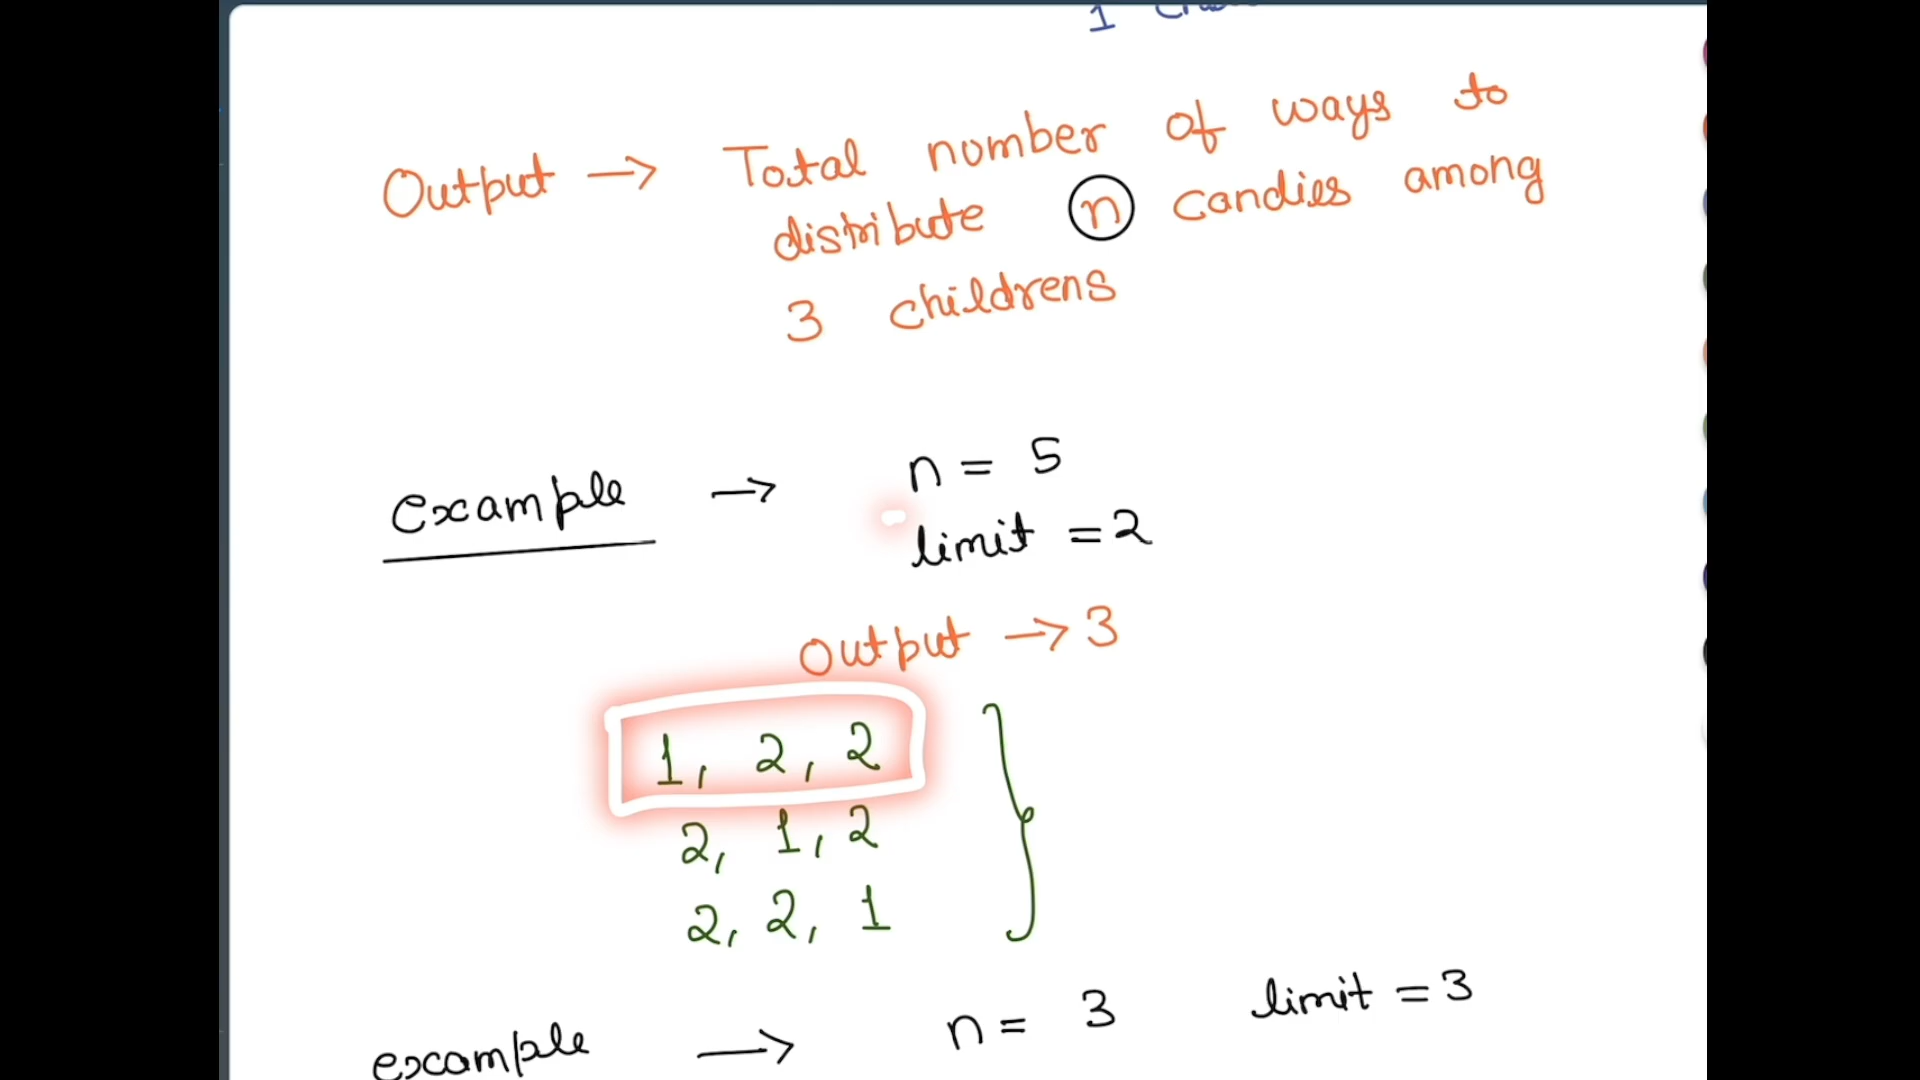 1
Output → Total number of ways to
distribute n candies among
3 childrens
example → n = 5
limit = 2
Output → 3
1, 2, 2
2, 1, 2
2, 2, 1
example → n = 3 limit = 3